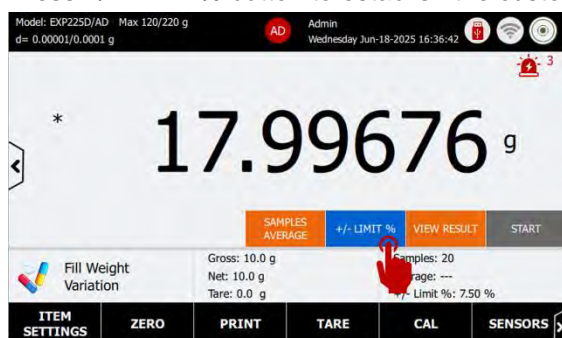 Model: EXP225D/AD Max 120/220 g
d= 0.00001/0.0001 g
AD
Admin
Wednesday Jun-18-2025 16:36:42
3
*
17.99676 g
SAMPLES AVERAGE
+/- LIMIT %
VIEW RESULT
START
Fill Weight
Variation
Gross: 10.0 g
Net: 10.0 g
Tare: 0.0 g
Samples: 20
Limit %: 7.50 %
ITEM SETTINGS
ZERO
PRINT
TARE
CAL
SENSORS